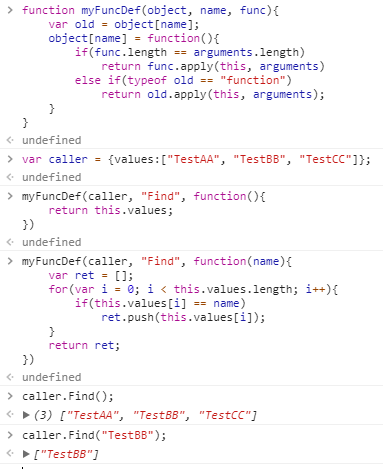 > function myFuncDef(object, name, func){
    var old = object[name];
    object[name] = function(){
        if(func.length == arguments.length)
            return func.apply(this, arguments)
        else if(typeof old == "function")
            return old.apply(this, arguments);
    }
}
< undefined
> var caller = {values:["TestAA", "TestBB", "TestCC"]};
< undefined
> myFuncDef(caller, "Find", function(){
    return this.values;
})
< undefined
> myFuncDef(caller, "Find", function(name){
    var ret = [];
    for(var i = 0; i < this.values.length; i++){
        if(this.values[i] == name)
            ret.push(this.values[i]);
    }
    return ret;
})
< undefined
> caller.Find();
< ▶ (3) ["TestAA", "TestBB", "TestCC"]
> caller.Find("TestBB");
< ▶ ["TestBB"]